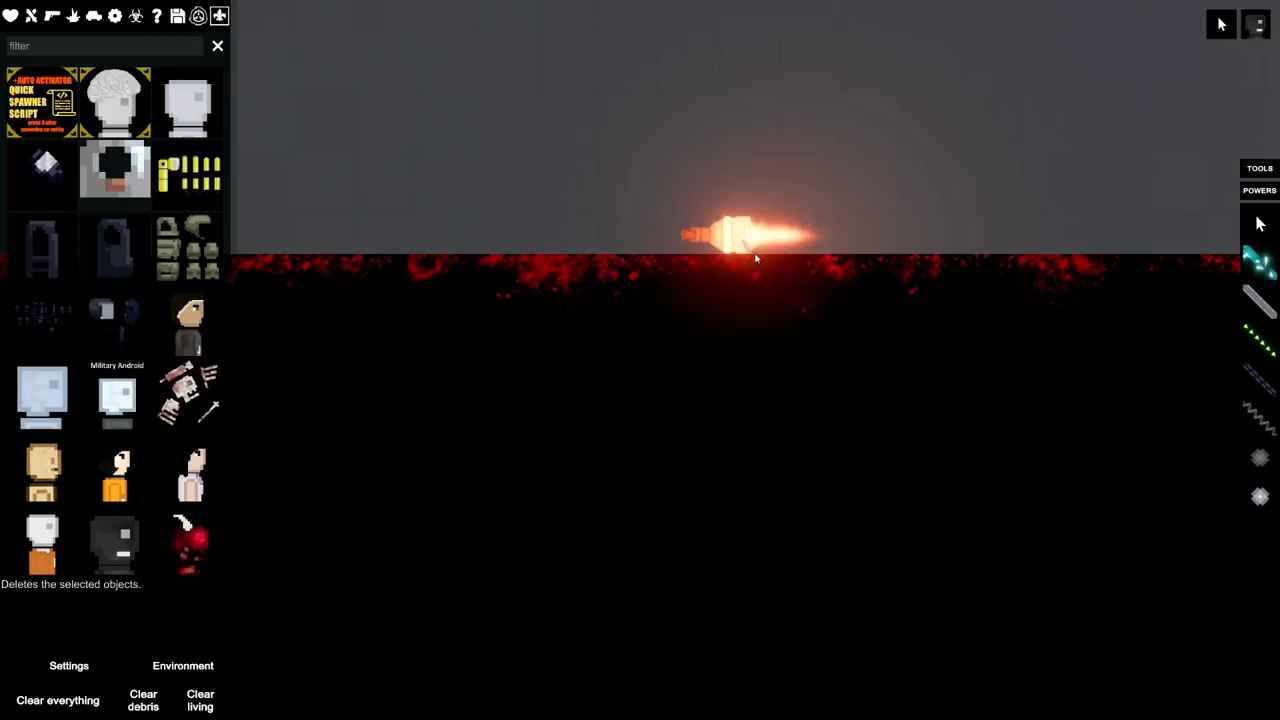 filter
+AUTO ACTIVATOR
QUICK
SPAWNER
SCRIPT
TOOLS
POWERS
Military Android
Deletes the selected objects.
Settings
Environment
Clear everything
Clear
debris
Clear
living